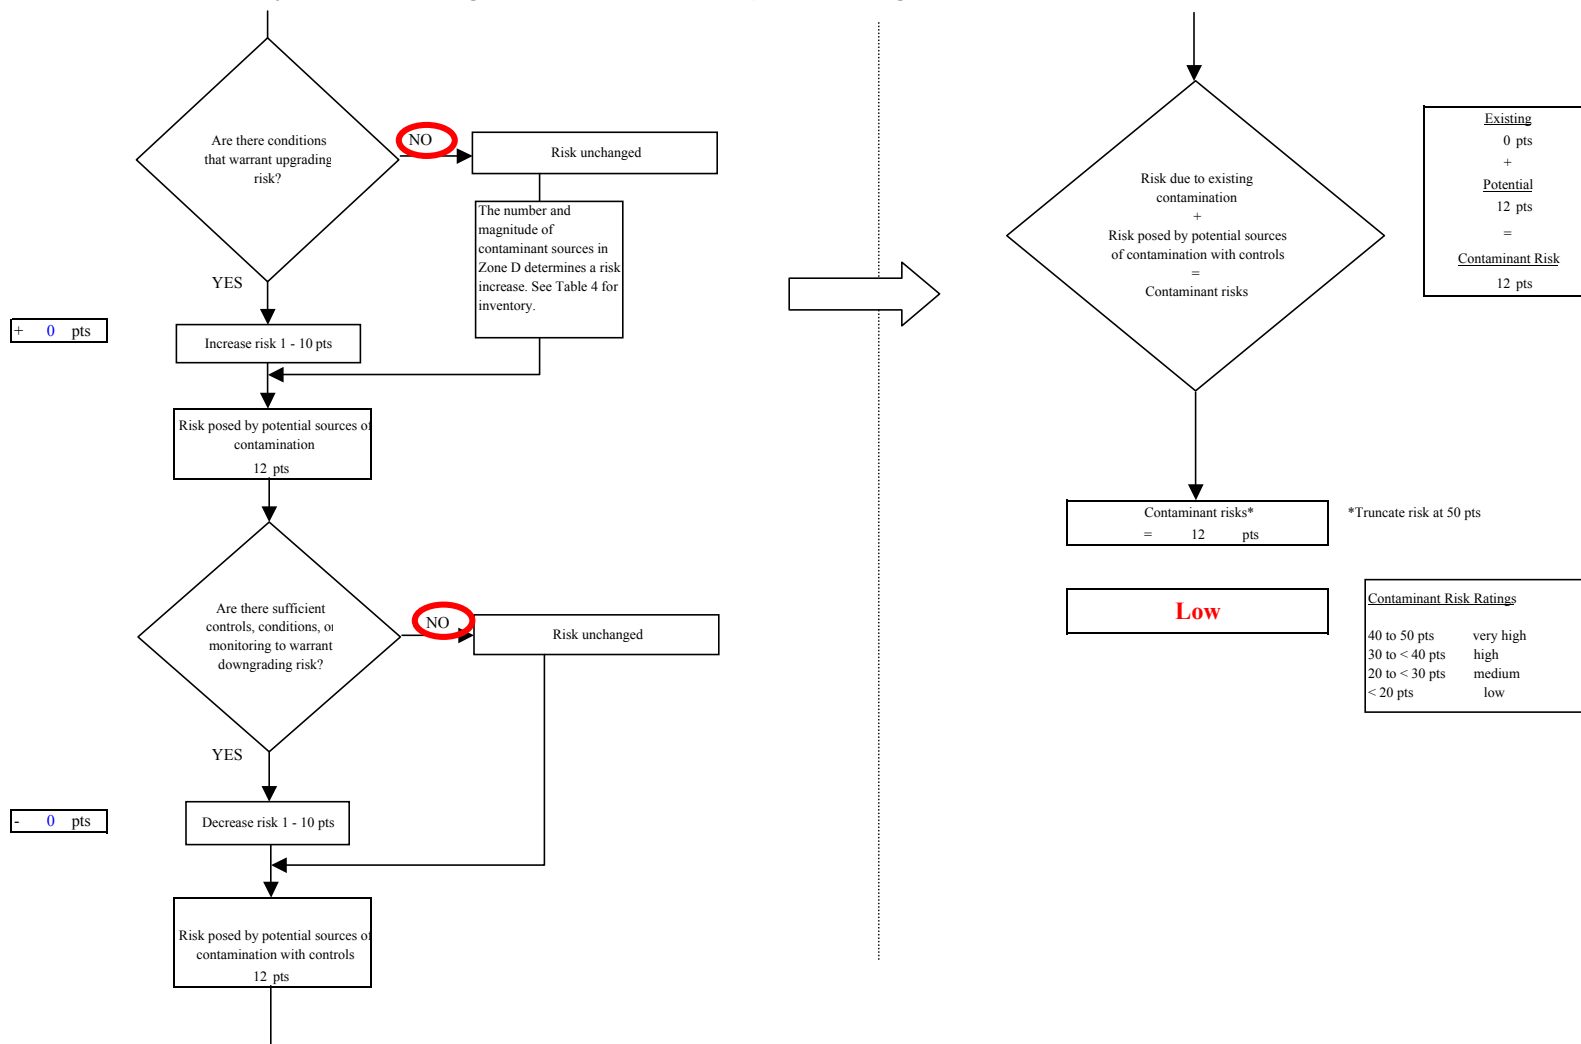 Are there conditions
that warrant upgrading
risk?
NO
Risk unchanged
The number and
magnitude of
contaminant sources in
Zone D determines a risk
increase. See Table 4 for
inventory.
YES
+ 0 pts
Increase risk 1 - 10 pts
Risk posed by potential sources of
contamination
12 pts
Are there sufficient
controls, conditions, or
monitoring to warrant
downgrading risk?
NO
Risk unchanged
YES
- 0 pts
Decrease risk 1 - 10 pts
Risk posed by potential sources of
contamination with controls
12 pts
Risk due to existing
contamination
+
Risk posed by potential sources
of contamination with controls
=
Contaminant risks
Existing
0 pts
+
Potential
12 pts
=
Contaminant Risk
12 pts
Contaminant risks*
= 12 pts
*Truncate risk at 50 pts
Low
Contaminant Risk Ratings
40 to 50 pts very high
30 to < 40 pts high
20 to < 30 pts medium
< 20 pts low